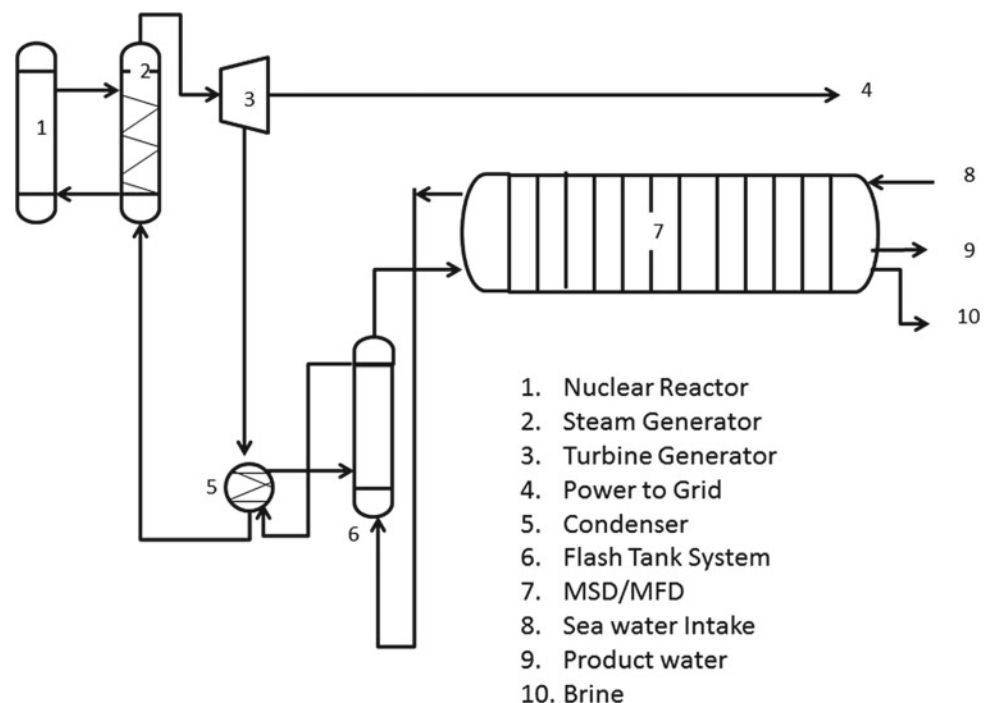 2
4
3
1
8
7
9
10
1. Nuclear Reactor
2. Steam Generator
3. Turbine Generator
4. Power to Grid
5
5. Condenser
6
6. Flash Tank System
7. MSD/MFD
8. Sea water Intake
9. Product water
10. Brine